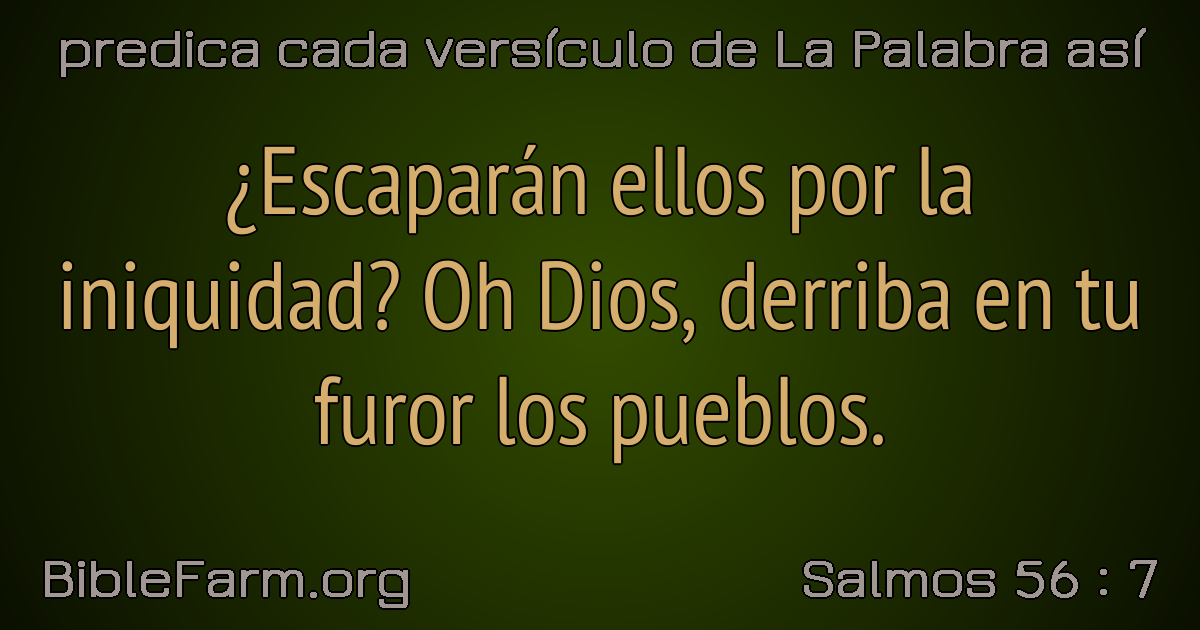 predica cada versículo de La Palabra así
¿Escaparán ellos por la
iniquidad? Oh Dios, derriba en tu
furor los pueblos.
BibleFarm.org
Salmos 56 : 7